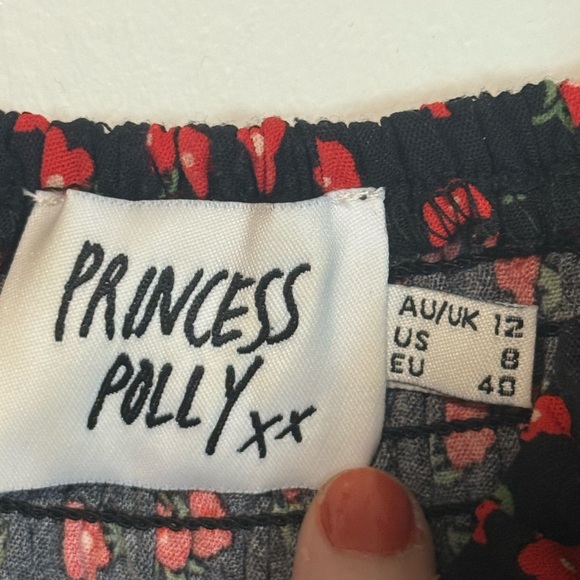 PRINCESS
POLLY xx
AU/UK 12
US 8
EU 40